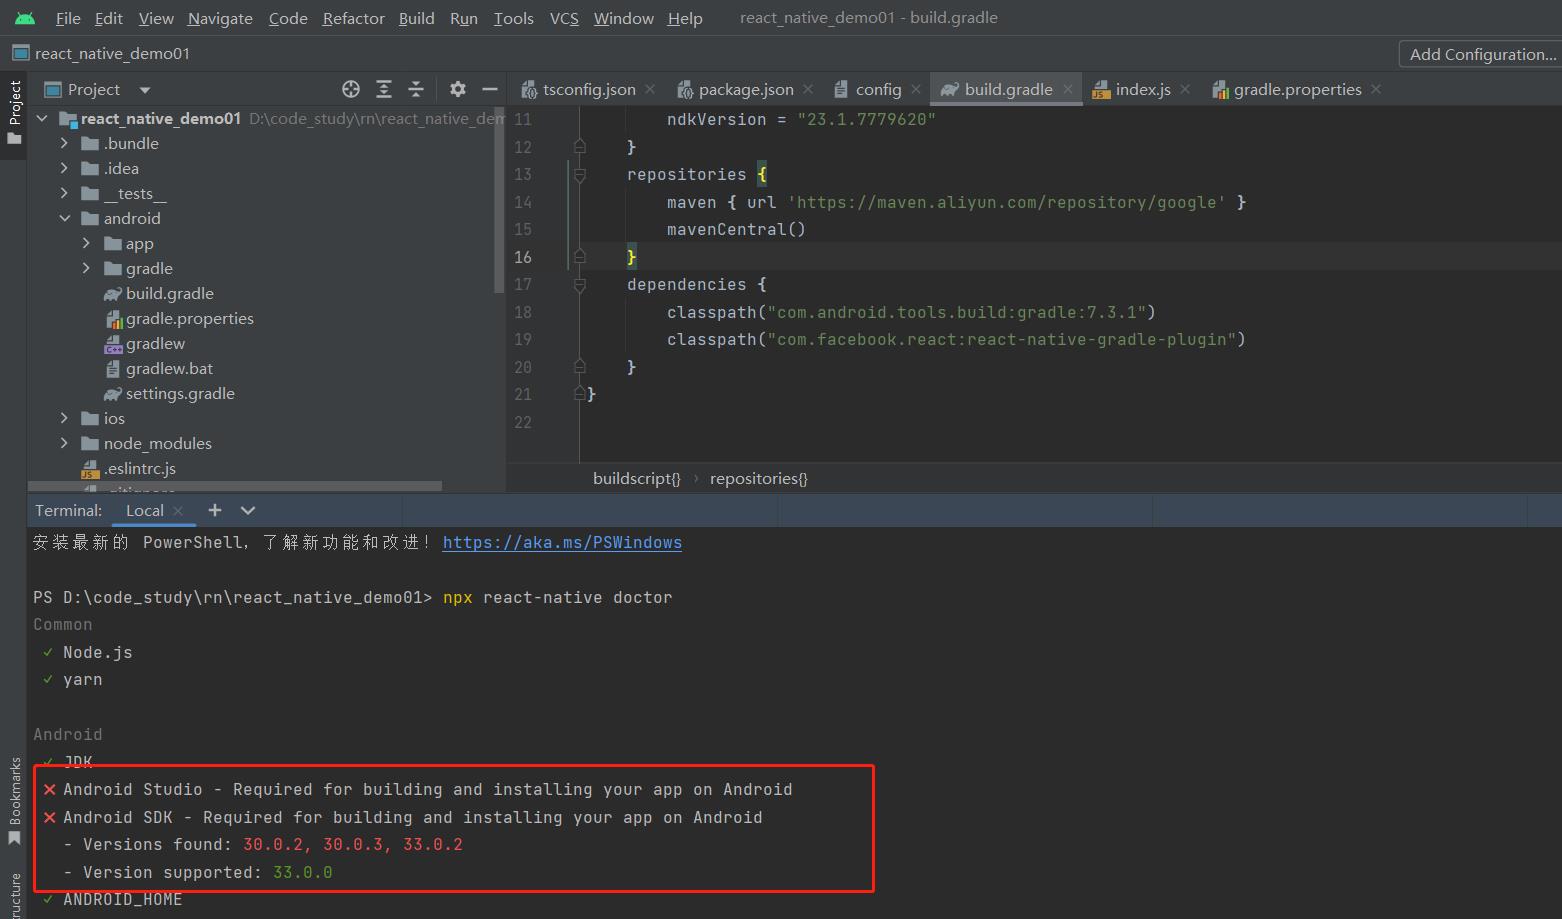 File Edit View Navigate Code Refactor Build Run Tools VCS Window Help react_native_demo01 - build.gradle
react_native_demo01 Add Configuration...
Project
Project tsconfig.json package.json config build.gradle index.js gradle.properties
react_native_demo01 D:\code_study\rn\react_native_dem
.bundle
.idea
__tests__
android
app
gradle
build.gradle
gradle.properties
gradlew
gradlew.bat
settings.gradle
ios
node_modules
.eslintrc.js
11 ndkVersion = "23.1.7779620"
12 }
13 repositories {
14 maven { url 'https://maven.aliyun.com/repository/google' }
15 mavenCentral()
16 }
17 dependencies {
18 classpath("com.android.tools.build:gradle:7.3.1")
19 classpath("com.facebook.react:react-native-gradle-plugin")
20 }
21 }
22
buildscript{} › repositories{}
Terminal: Local
安装最新的 PowerShell，了解新功能和改进！https://aka.ms/PSWindows
PS D:\code_study\rn\react_native_demo01> npx react-native doctor
Common
✓ Node.js
✓ yarn
Android
✓ JDK
✕ Android Studio - Required for building and installing your app on Android
✕ Android SDK - Required for building and installing your app on Android
- Versions found: 30.0.2, 30.0.3, 33.0.2
- Version supported: 33.0.0
✓ ANDROID_HOME
Bookmarks
ructure